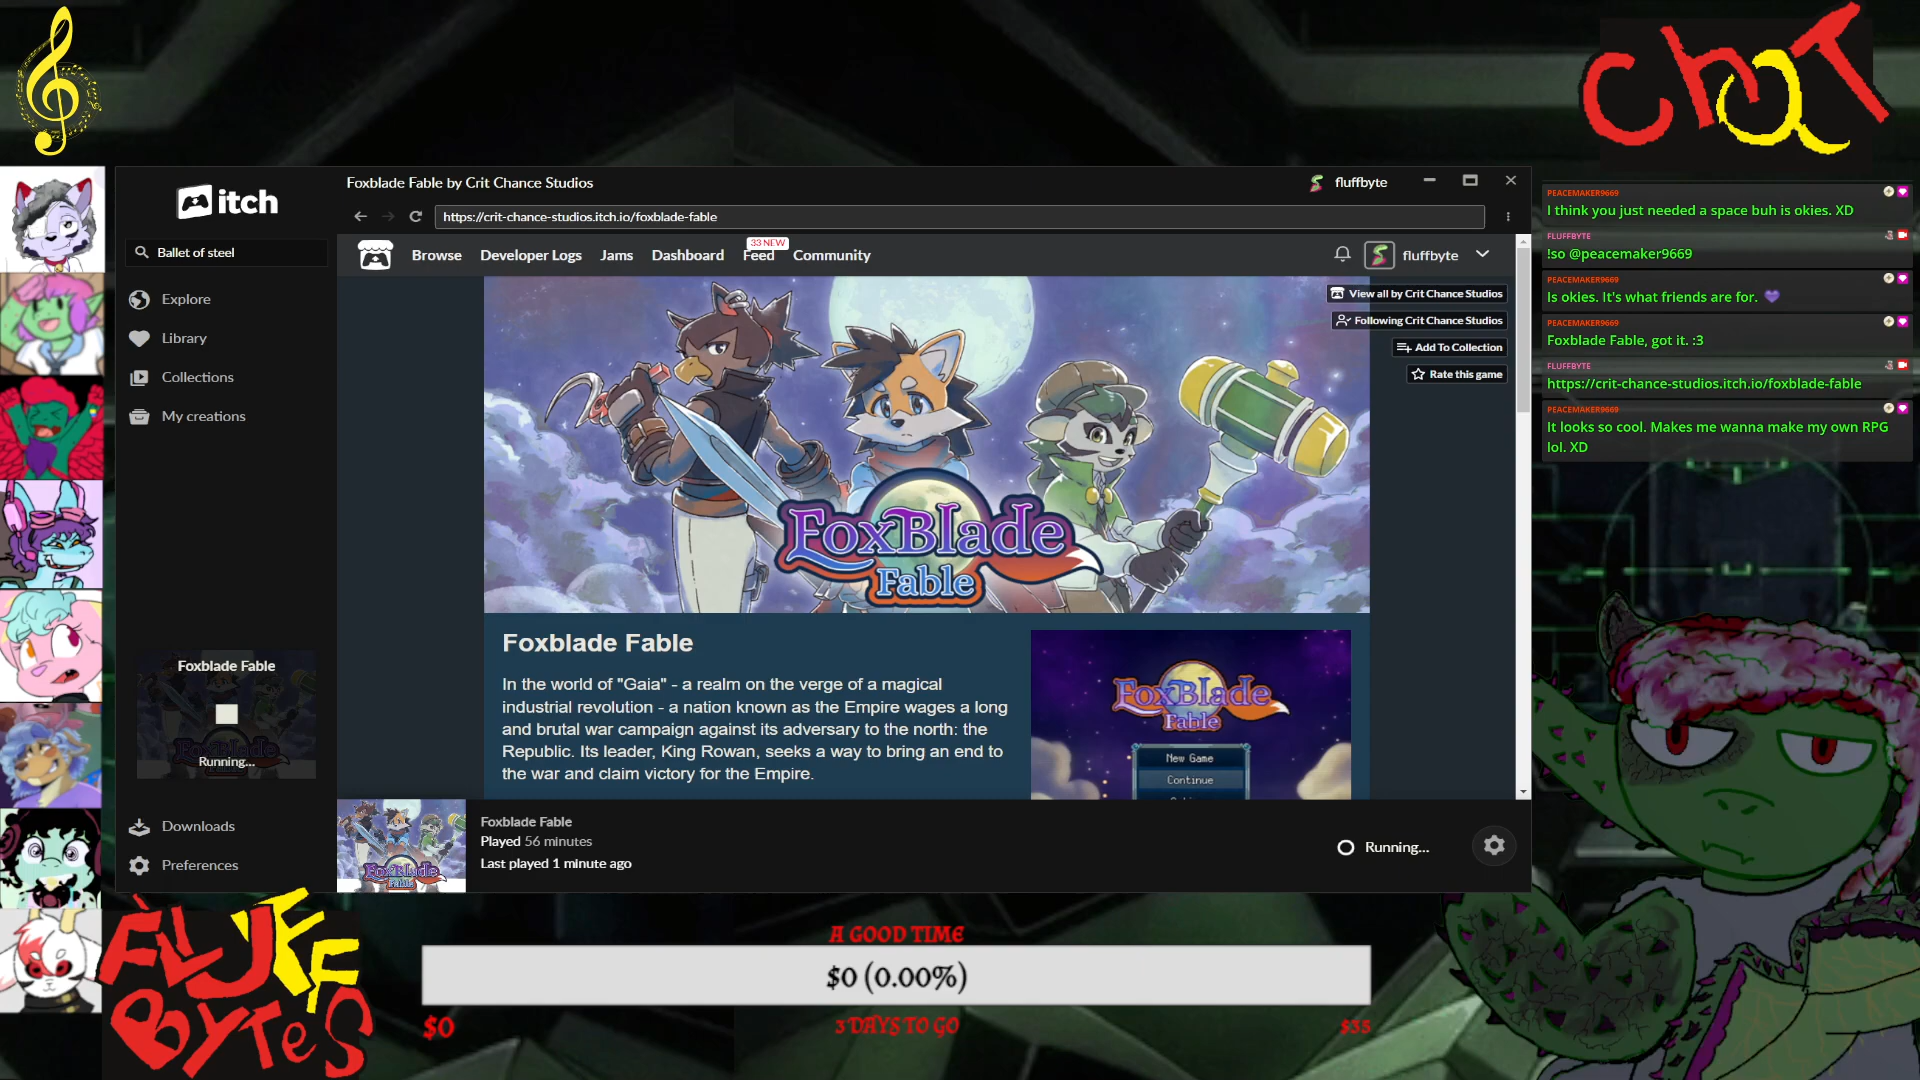 Chat
itch
Foxblade Fable by Crit Chance Studios
fluffbyte
https://crit-chance-studios.itch.io/foxblade-fable
Ballet of steel
Explore
Library
Collections
My creations
Foxblade Fable
Running...
Downloads
Preferences
Browse
Developer Logs
Jams
Dashboard
33 NEW
Feed
Community
fluffbyte
View all by Crit Chance Studios
Following Crit Chance Studios
Add To Collection
Rate this game
FoxBlade
Fable
Foxblade Fable
In the world of "Gaia" - a realm on the verge of a magical
industrial revolution - a nation known as the Empire wages a long
and brutal war campaign against its adversary to the north: the
Republic. Its leader, King Rowan, seeks a way to bring an end to
the war and claim victory for the Empire.
FoxBlade
Fable
New Game
Continue
Foxblade Fable
Played 56 minutes
Last played 1 minute ago
Running...
PEACEMAKER9669
I think you just needed a space buh is okies. XD
FLUFFBYTE
!so @peacemaker9669
PEACEMAKER9669
Is okies. It's what friends are for.
PEACEMAKER9669
Foxblade Fable, got it. :3
FLUFFBYTE
https://crit-chance-studios.itch.io/foxblade-fable
PEACEMAKER9669
It looks so cool. Makes me wanna make my own RPG
lol. XD
FLUFF
BYTES
A GOOD TIME
$0 (0.00%)
$0
3 DAYS TO GO
$35